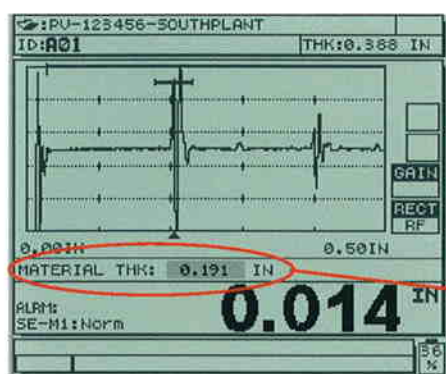 :PV-123456-SOUTHPLANT
ID:A01 THK:0.388 IN
GAIN
RECT
RF
0.00IN 0.50IN
MATERIAL THK: 0.191 IN
0.014 IN
ALRM:
SE-M1:Norm
36
%